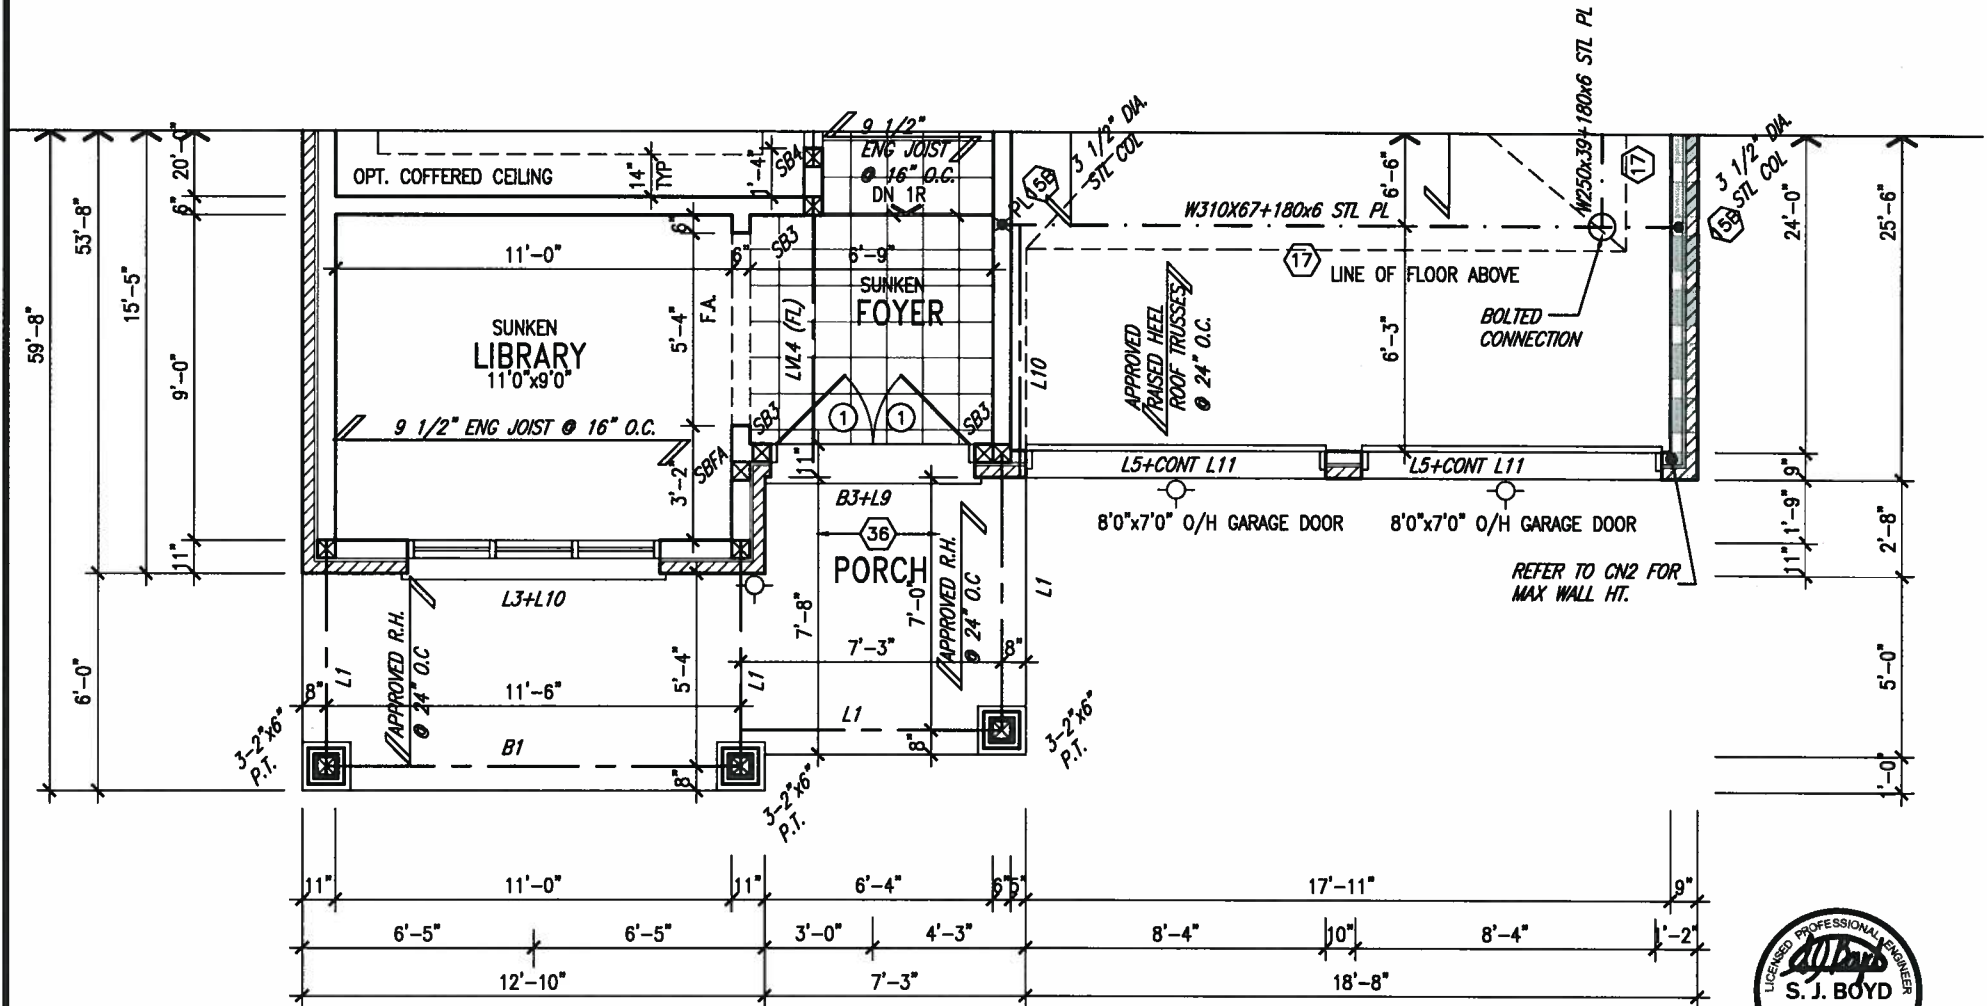 9 1/2"
ENG JOIST
@ 16" O.C.
DN 1R
OPT. COFFERED CEILING
14"
TYP
1'-4"
SB4
3 1/2" DIA.
STL COL
15B
6'-6"
W250x39+180x6 STL PL
17
3 1/2" DIA.
STL COL
15B
W310X67+180x6 STL PL
17
LINE OF FLOOR ABOVE
BOLTED
CONNECTION
59'-8"
53'-8"
15'-5"
20'-0"
6"
9'-0"
11"
6'-0"
11'-0"
6"
6"
SB3
6'-9"
SUNKEN
FOYER
SUNKEN
LIBRARY
11'0"x9'0"
F.A.
5'-4"
LVL4 (FL)
9 1/2" ENG JOIST @ 16" O.C.
SB3
1
1
SB3
SBFA
3'-2"
11"
L10
APPROVED
RAISED HEEL
ROOF TRUSSES
@ 24" O.C.
6'-3"
L5+CONT L11
L5+CONT L11
8'0"x7'0" O/H GARAGE DOOR
8'0"x7'0" O/H GARAGE DOOR
REFER TO CN2 FOR
MAX WALL HT.
24'-0"
25'-6"
9"
1'-9"
11"
2'-8"
5'-0"
1'-0"
B3+L9
36
PORCH
L3+L10
APPROVED R.H.
@ 24" O.C
7'-8"
7'-0"
APPROVED R.H.
@ 24" O.C
L1
7'-3"
8"
L1
8"
11'-6"
5'-4"
L1
L1
8"
B1
8"
3-2"x6"
P.T.
3-2"x6"
P.T.
3-2"x6"
P.T.
11"
11'-0"
11"
6'-4"
6"
5"
17'-11"
9"
6'-5"
6'-5"
3'-0"
4'-3"
8'-4"
10"
8'-4"
1'-2"
12'-10"
7'-3"
18'-8"
LICENSED PROFESSIONAL ENGINEER
S. J. BOYD